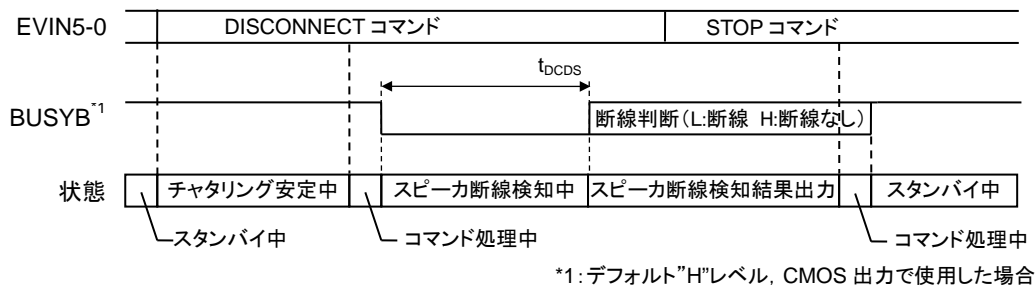 EVIN5-0 DISCONNECT コマンド STOP コマンド
tDCDS
BUSYB*1 断線判断(L:断線 H:断線なし)
状態 チャタリング安定中 スピーカ断線検知中 スピーカ断線検知結果出力 スタンバイ中
スタンバイ中 コマンド処理中 コマンド処理中
*1:デフォルト"H"レベル, CMOS 出力で使用した場合